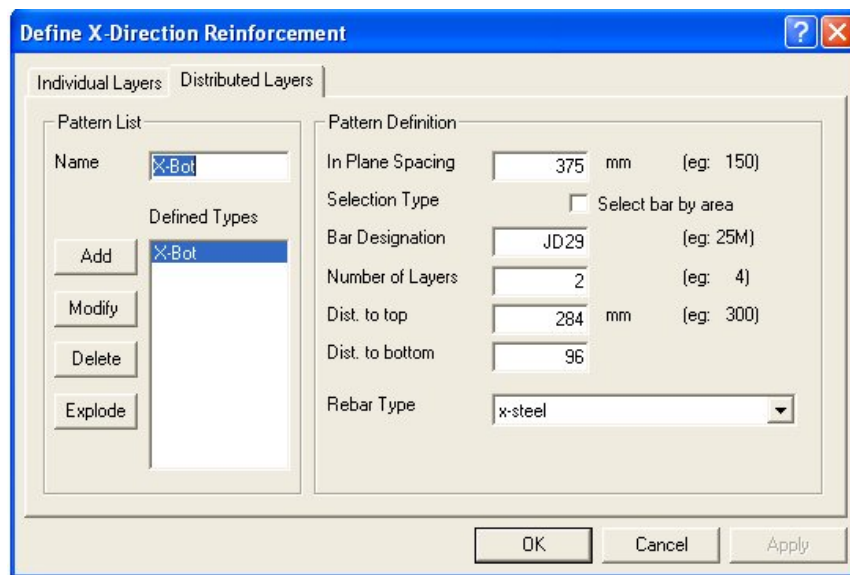 Define X-Direction Reinforcement
Individual Layers Distributed Layers
Pattern List
Name X-Bot
Defined Types
X-Bot
Add
Modify
Delete
Explode
Pattern Definition
In Plane Spacing 375 mm (eg: 150)
Selection Type Select bar by area
Bar Designation JD29 (eg: 25M)
Number of Layers 2 (eg: 4)
Dist. to top 284 mm (eg: 300)
Dist. to bottom 96
Rebar Type x-steel
OK Cancel Apply